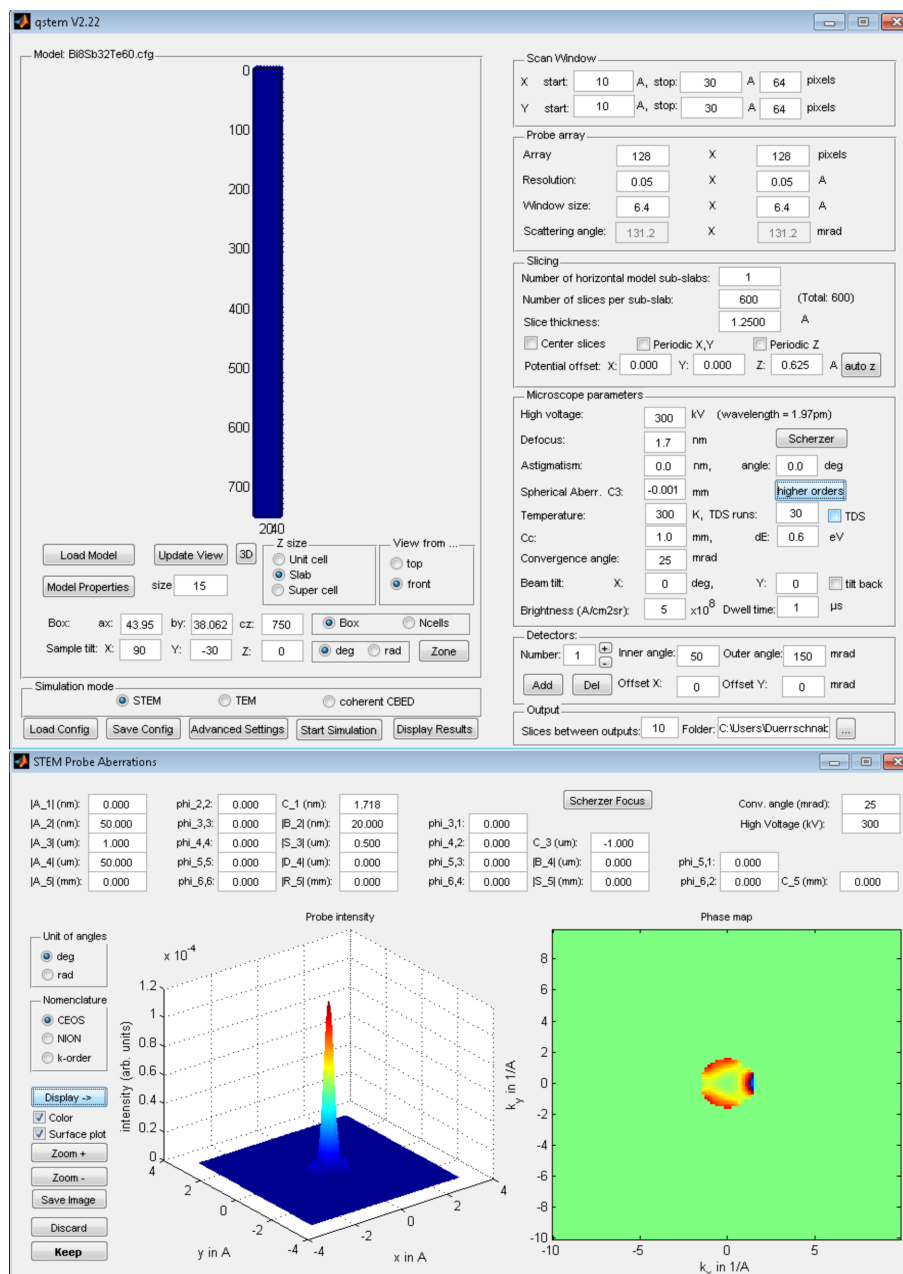 qstem V2.22
Model: Bi8Sb32Te60.cfg
0
100
200
300
400
500
600
700
2040
Load Model Update View 3D
Model Properties size 15
Z size
Unit cell
Slab
Super cell
View from ...
top
front
Box: ax: 43.95 by: 38.062 cz: 750 Box Ncells
Sample tilt: X: 90 Y: -30 Z: 0 deg rad Zone
Simulation mode
STEM TEM coherent CBED
Load Config Save Config Advanced Settings Start Simulation Display Results
Scan Window
X start: 10 A, stop: 30 A 64 pixels
Y start: 10 A, stop: 30 A 64 pixels
Probe array
Array 128 X 128 pixels
Resolution: 0.05 X 0.05 A
Window size: 6.4 X 6.4 A
Scattering angle: 131.2 X 131.2 mrad
Slicing
Number of horizontal model sub-slabs: 1
Number of slices per sub-slab: 600 (Total: 600)
Slice thickness: 1.2500 A
Center slices Periodic X,Y Periodic Z
Potential offset: X: 0.000 Y: 0.000 Z: 0.625 A auto z
Microscope parameters
High voltage: 300 kV (wavelength = 1.97pm)
Defocus: 1.7 nm Scherzer
Astigmatism: 0.0 nm, angle: 0.0 deg
Spherical Aberr. C3: -0.001 mm higher orders
Temperature: 300 K, TDS runs: 30 TDS
Cc: 1.0 mm, dE: 0.6 eV
Convergence angle: 25 mrad
Beam tilt: X: 0 deg, Y: 0 tilt back
Brightness (A/cm2sr): 5 x10^8 Dwell time: 1 µs
Detectors:
Number: 1 + - Inner angle: 50 Outer angle: 150 mrad
Add Del Offset X: 0 Offset Y: 0 mrad
Output
Slices between outputs: 10 Folder: C:\Users\Duerrschnab ...
STEM Probe Aberrations
Scherzer Focus
|A_1| (nm): 0.000 phi_2,2: 0.000 C_1 (nm): 1.718 Conv. angle (mrad): 25
|A_2| (nm): 50.000 phi_3,3: 0.000 |B_2| (nm): 20.000 phi_3,1: 0.000 High Voltage (kV): 300
|A_3| (um): 1.000 phi_4,4: 0.000 |S_3| (um): 0.500 phi_4,2: 0.000 C_3 (um): -1.000
|A_4| (um): 50.000 phi_5,5: 0.000 |D_4| (um): 0.000 phi_5,3: 0.000 |B_4| (um): 0.000 phi_5,1: 0.000
|A_5| (mm): 0.000 phi_6,6: 0.000 |R_5| (mm): 0.000 phi_6,4: 0.000 |S_5| (mm): 0.000 phi_6,2: 0.000 C_5 (mm): 0.000
Unit of angles
deg
rad
Nomenclature
CEOS
NION
k-order
Display ->
Color
Surface plot
Zoom +
Zoom -
Save Image
Discard
Keep
Probe intensity
x 10^-4
1.2
1
0.8
0.6
0.4
0.2
0
intensity (arb. units)
4
2
0
-2
-4
y in A
-4
-2
0
2
4
x in A
Phase map
8
6
4
2
0
-2
-4
-6
-8
-10
k_y in 1/A
-10 -5 0 5
k_x in 1/A